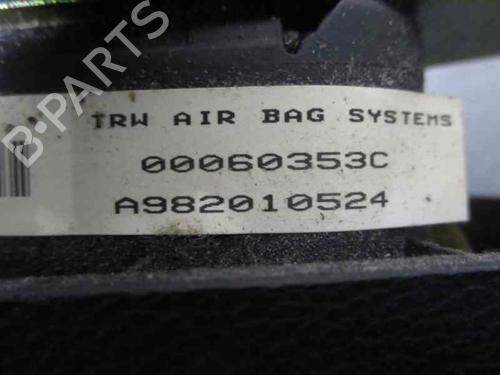 B-PARTS
TRW AIR BAG SYSTEMS
00060353C
A982010524